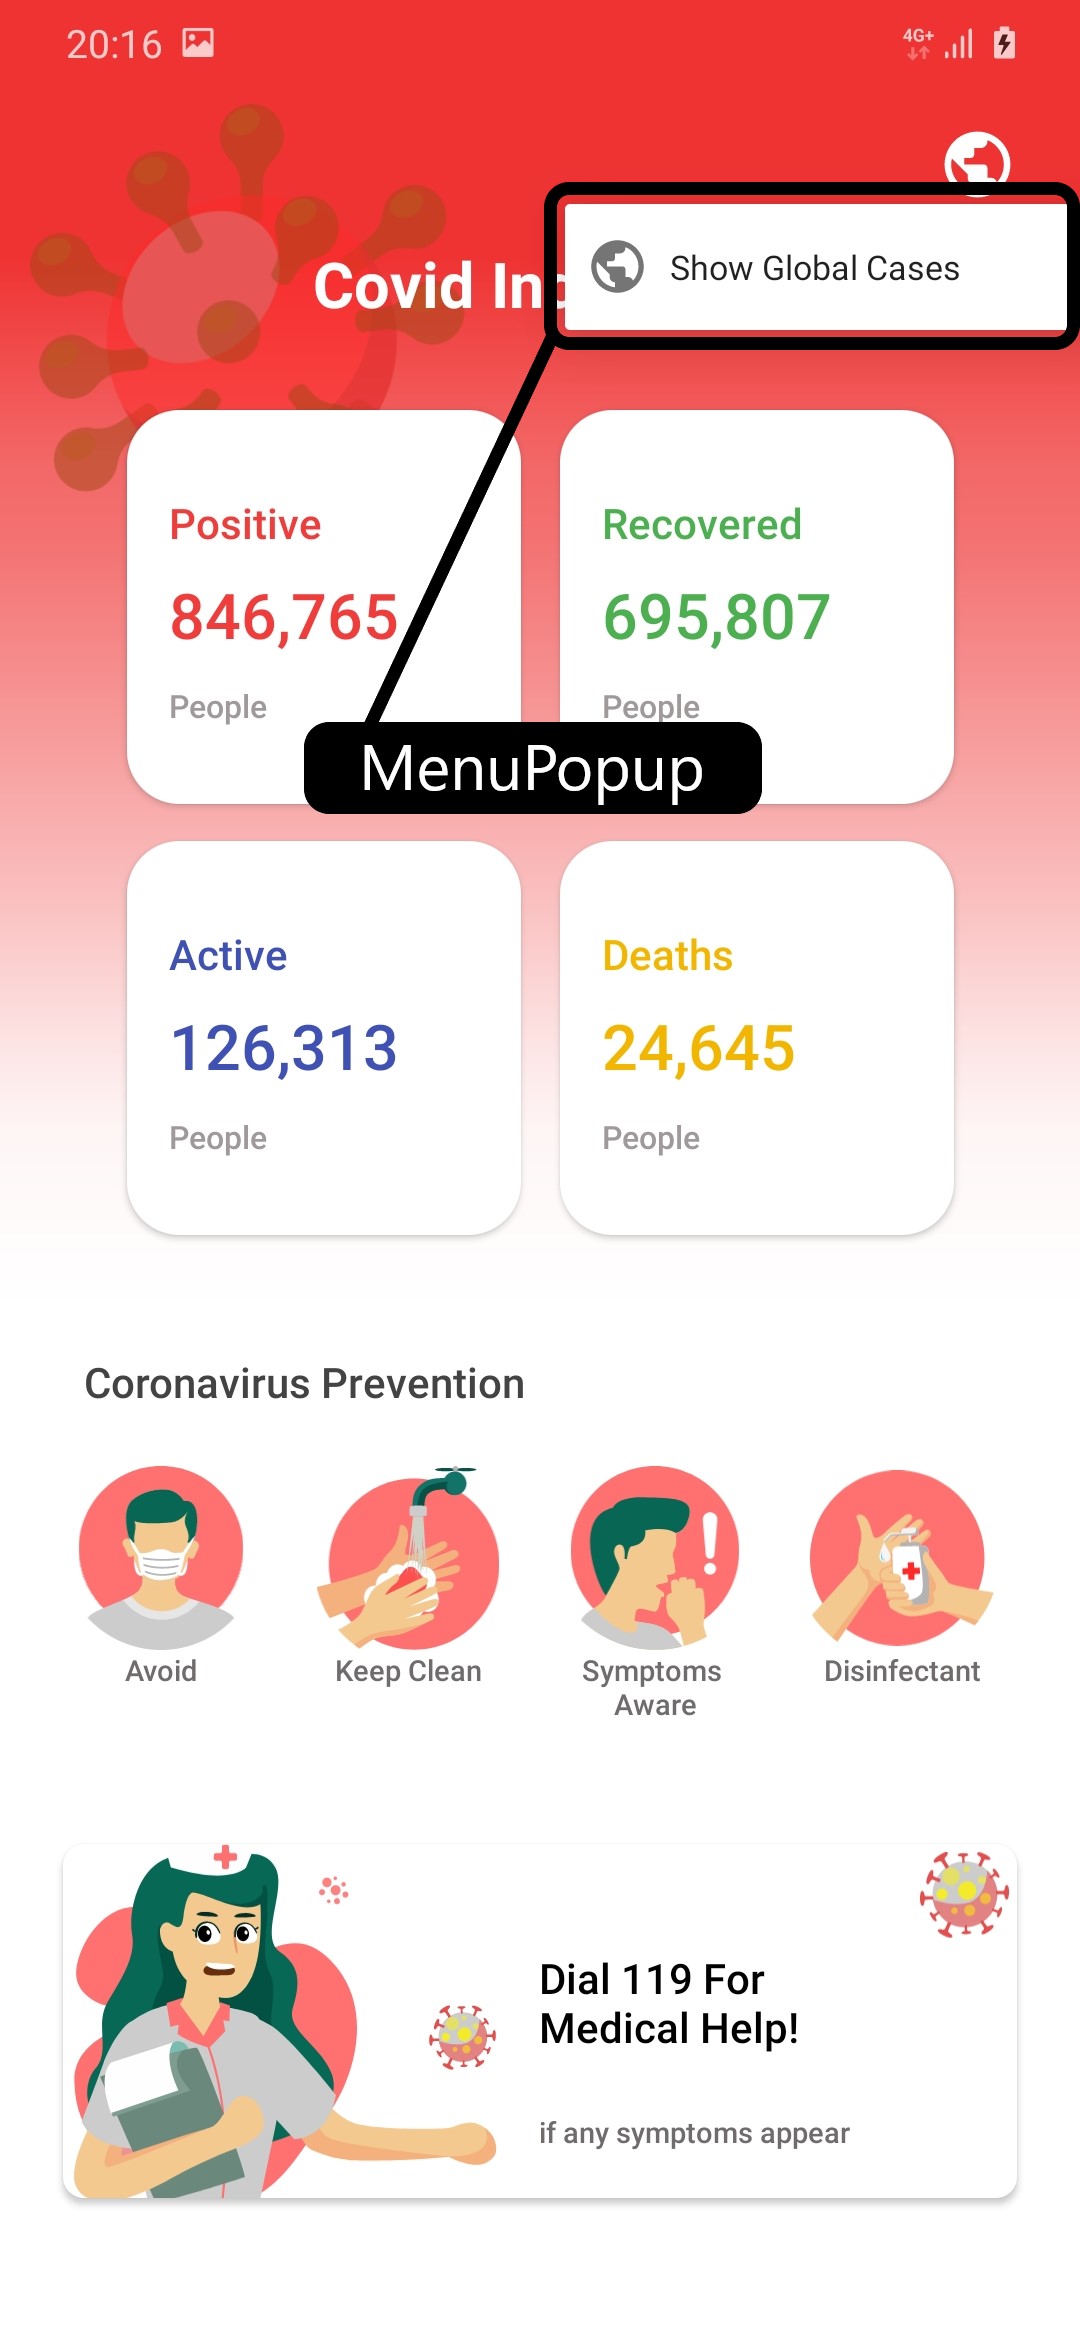 20:16
4G+
Show Global Cases
Covid Ind
Positive
846,765
People
Recovered
695,807
People
MenuPopup
Active
126,313
People
Deaths
24,645
People
Coronavirus Prevention
Avoid
Keep Clean
Symptoms
Aware
Disinfectant
Dial 119 For
Medical Help!
if any symptoms appear